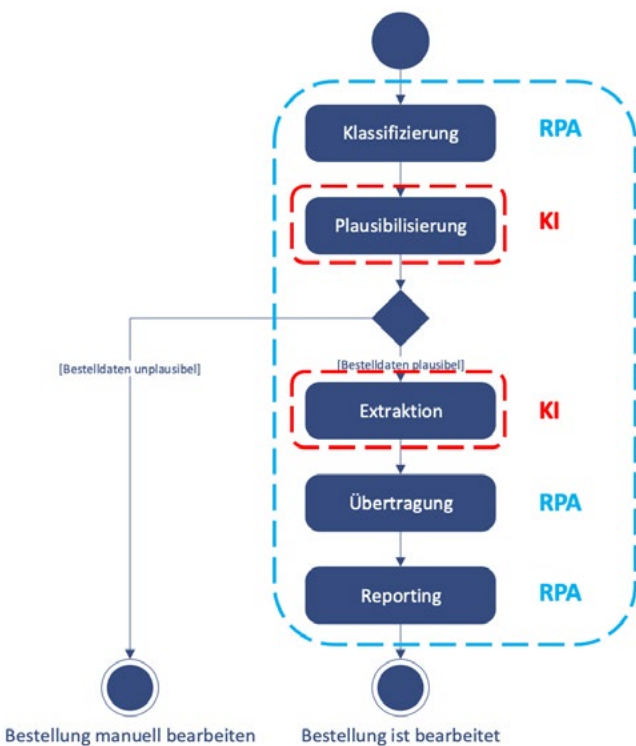 Klassifizierung
RPA
Plausibilisierung
KI
[Bestelldaten unplausibel]
[Bestelldaten plausibel]
Extraktion
KI
Übertragung
RPA
Reporting
RPA
Bestellung manuell bearbeiten
Bestellung ist bearbeitet